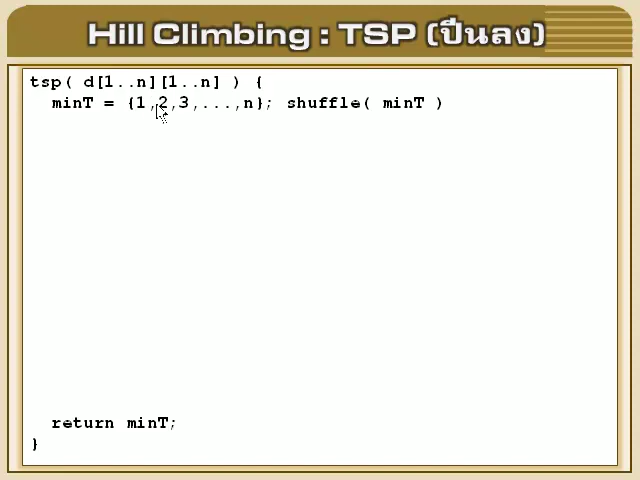 Hill Climbing : TSP (ปีนลง)
tsp( d[1..n][1..n] ) {
minT = {1,2,3,...,n}; shuffle( minT )
return minT;
}